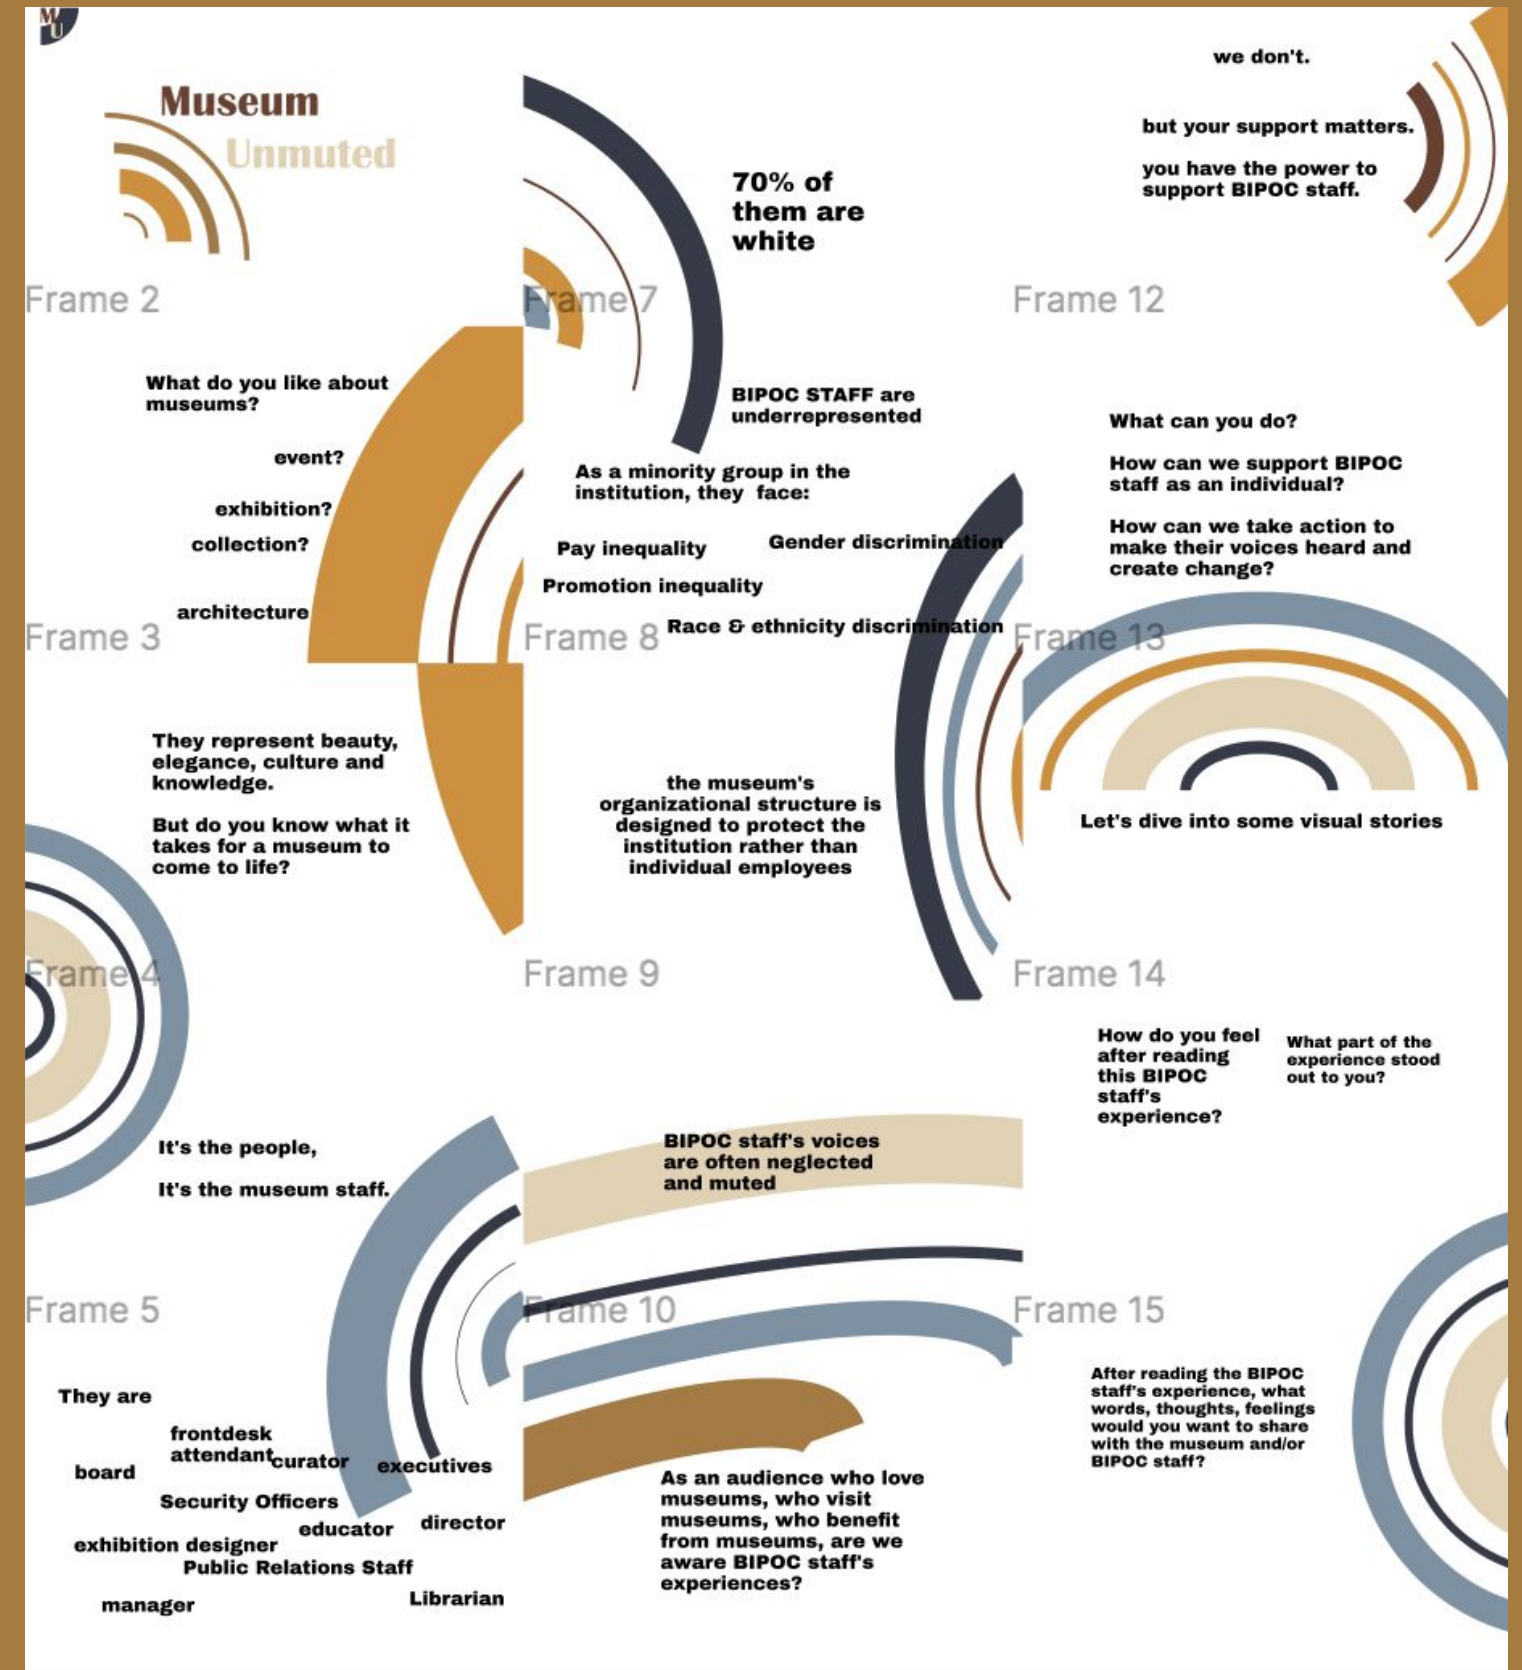 M
U
Museum
Unmuted
Frame 2
What do you like about
museums?
event?
exhibition?
collection?
architecture
Frame 3
They represent beauty,
elegance, culture and
knowledge.
But do you know what it
takes for a museum to
come to life?
Frame 4
It's the people,
It's the museum staff.
Frame 5
They are
frontdesk
attendant
curator
executives
board
Security Officers
educator
director
exhibition designer
Public Relations Staff
manager
Librarian
70% of
them are
white
Frame 7
BIPOC STAFF are
underrepresented
As a minority group in the
institution, they  face:
Pay inequality
Gender discrimination
Promotion inequality
Race & ethnicity discrimination
Frame 8
the museum's
organizational structure is
designed to protect the
institution rather than
individual employees
Frame 9
BIPOC staff's voices
are often neglected
and muted
Frame 10
As an audience who love
museums, who visit
museums, who benefit
from museums, are we
aware BIPOC staff's
experiences?
we don't.
but your support matters.
you have the power to
support BIPOC staff.
Frame 12
What can you do?
How can we support BIPOC
staff as an individual?
How can we take action to
make their voices heard and
create change?
Frame 13
Let's dive into some visual stories
Frame 14
How do you feel
after reading
this BIPOC
staff's
experience?
What part of the
experience stood
out to you?
Frame 15
After reading the BIPOC
staff's experience, what
words, thoughts, feelings
would you want to share
with the museum and/or
BIPOC staff?